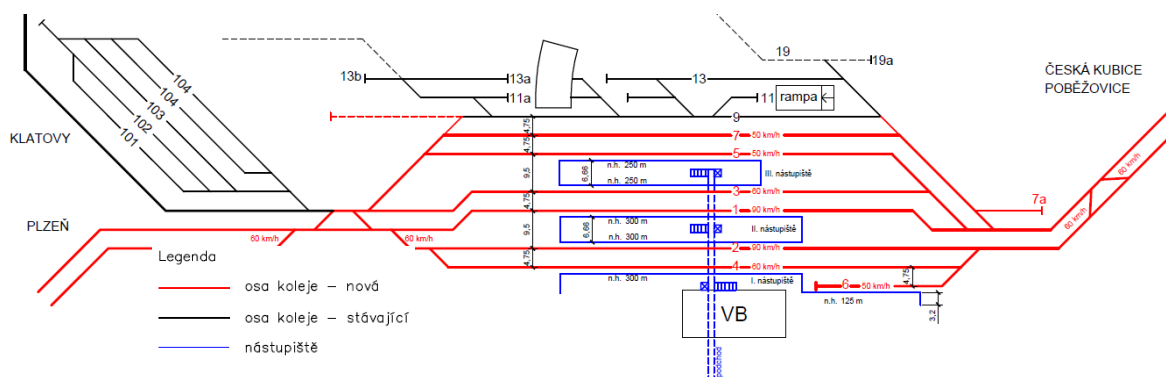 19
19a
ČESKÁ KUBICE
POBĚŽOVICE
13b
13a
13
11a
11
rampa
104
104
103
102
101
KLATOVY
PLZEŇ
9
4,75
7
50 km/h
4,75
5
50 km/h
9,5
6,66
n.h. 250 m
n.h. 250 m
III. nástupiště
3
60 km/h
4,75
1
90 km/h
7a
60 km/h
60 km/h
9,5
6,66
n.h. 300 m
n.h. 300 m
II. nástupiště
60 km/h
60 km/h
2
90 km/h
4,75
4
60 km/h
n.h. 300 m
I. nástupiště
6
50 km/h
4,75
n.h. 125 m
3,2
VB
podchod
Legenda
osa koleje – nová
osa koleje – stávající
nástupiště